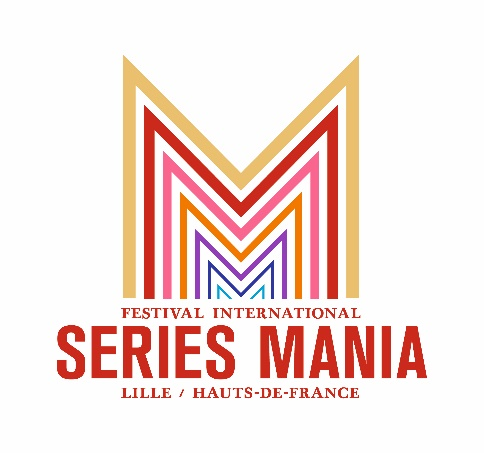 FESTIVAL INTERNATIONAL
SERIES MANIA
LILLE / HAUTS-DE-FRANCE